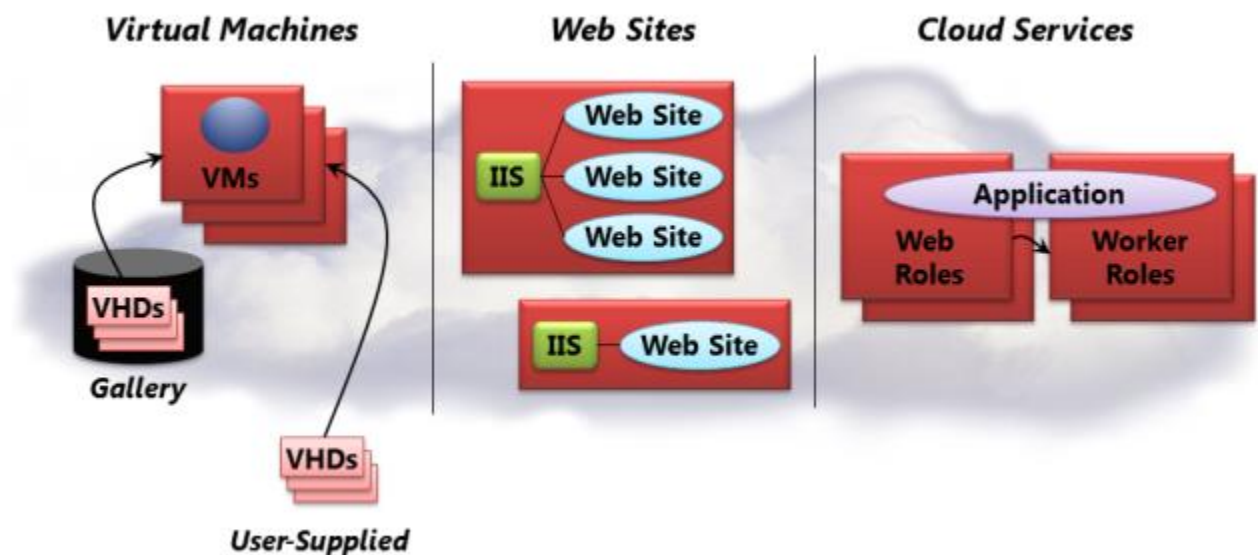 Virtual Machines
Web Sites
Cloud Services
VMs
VHDs
Gallery
VHDs
User-Supplied
IIS
Web Site
Web Site
Web Site
IIS
Web Site
Application
Web
Roles
Worker
Roles